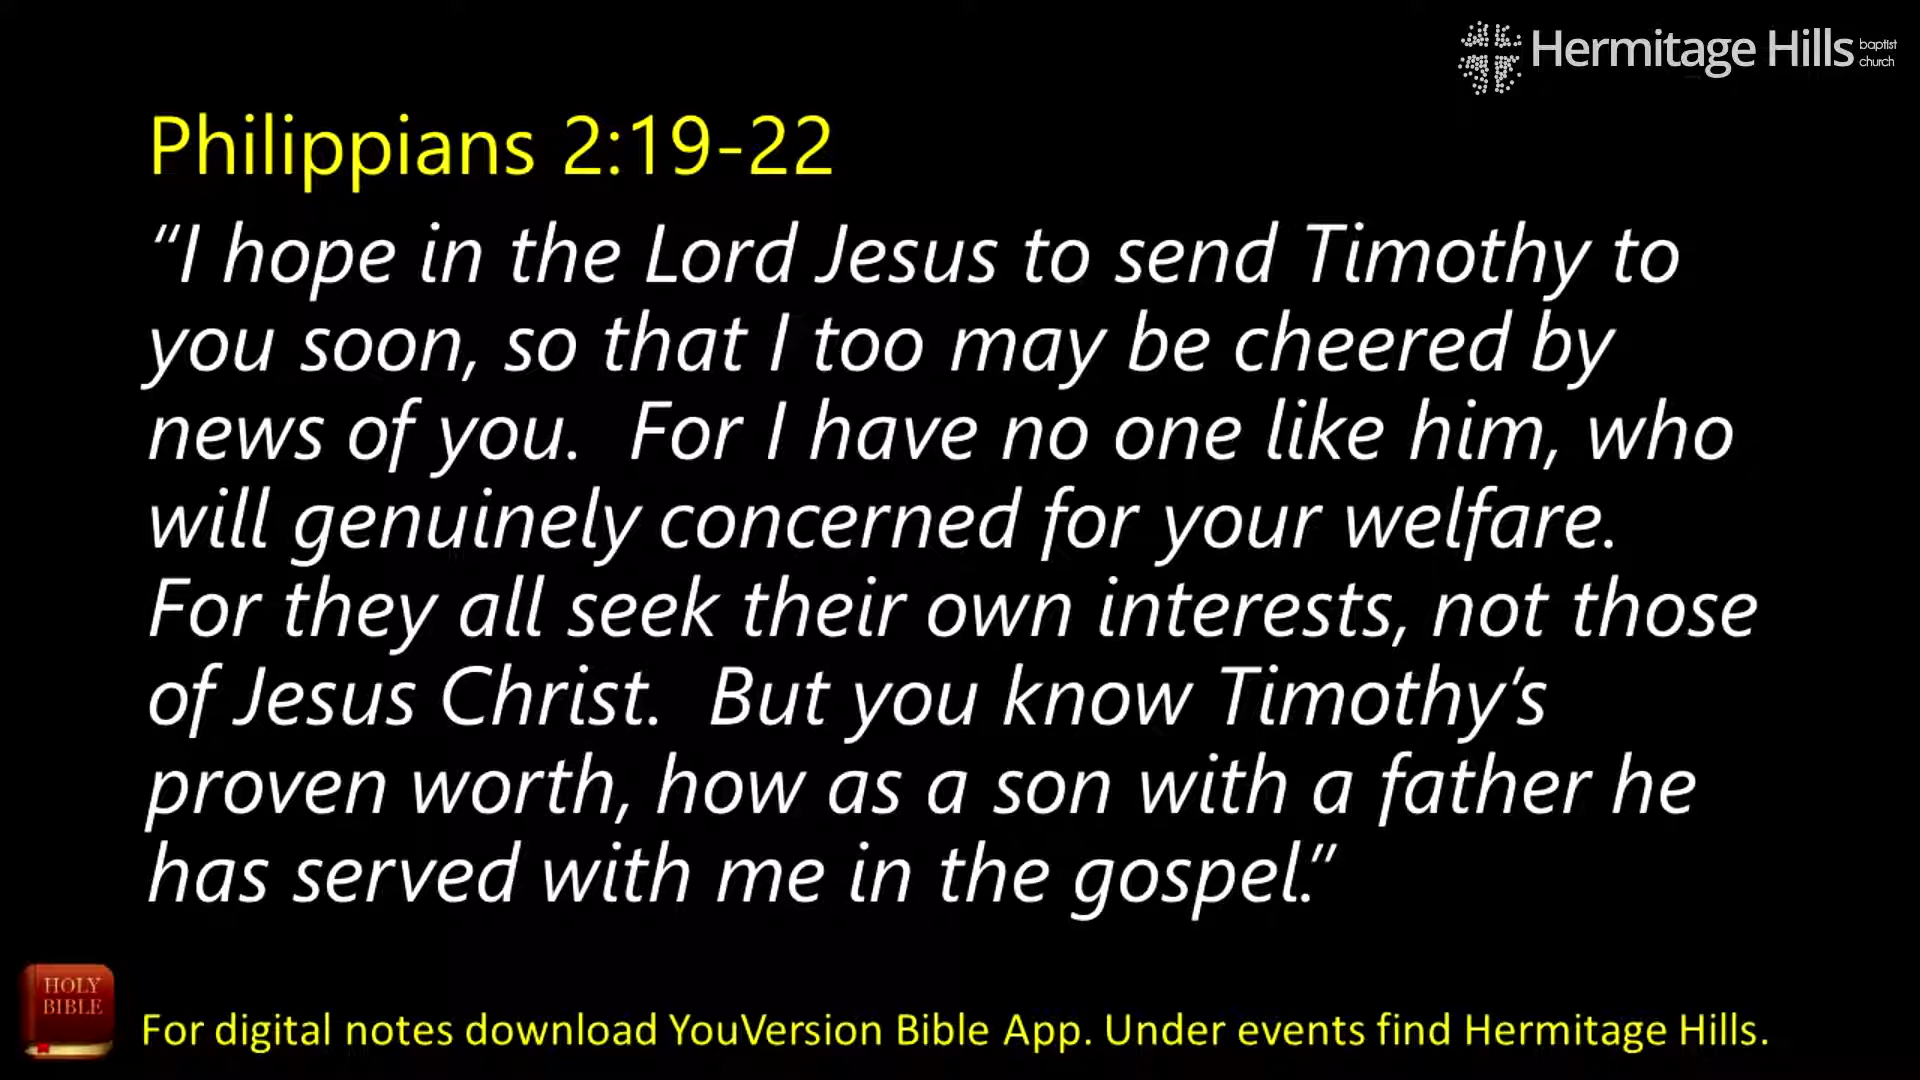 Hermitage Hills baptist church
Philippians 2:19-22
“I hope in the Lord Jesus to send Timothy to
you soon, so that I too may be cheered by
news of you.  For I have no one like him, who
will genuinely concerned for your welfare.
For they all seek their own interests, not those
of Jesus Christ.  But you know Timothy’s
proven worth, how as a son with a father he
has served with me in the gospel.”
HOLY
BIBLE
For digital notes download YouVersion Bible App. Under events find Hermitage Hills.